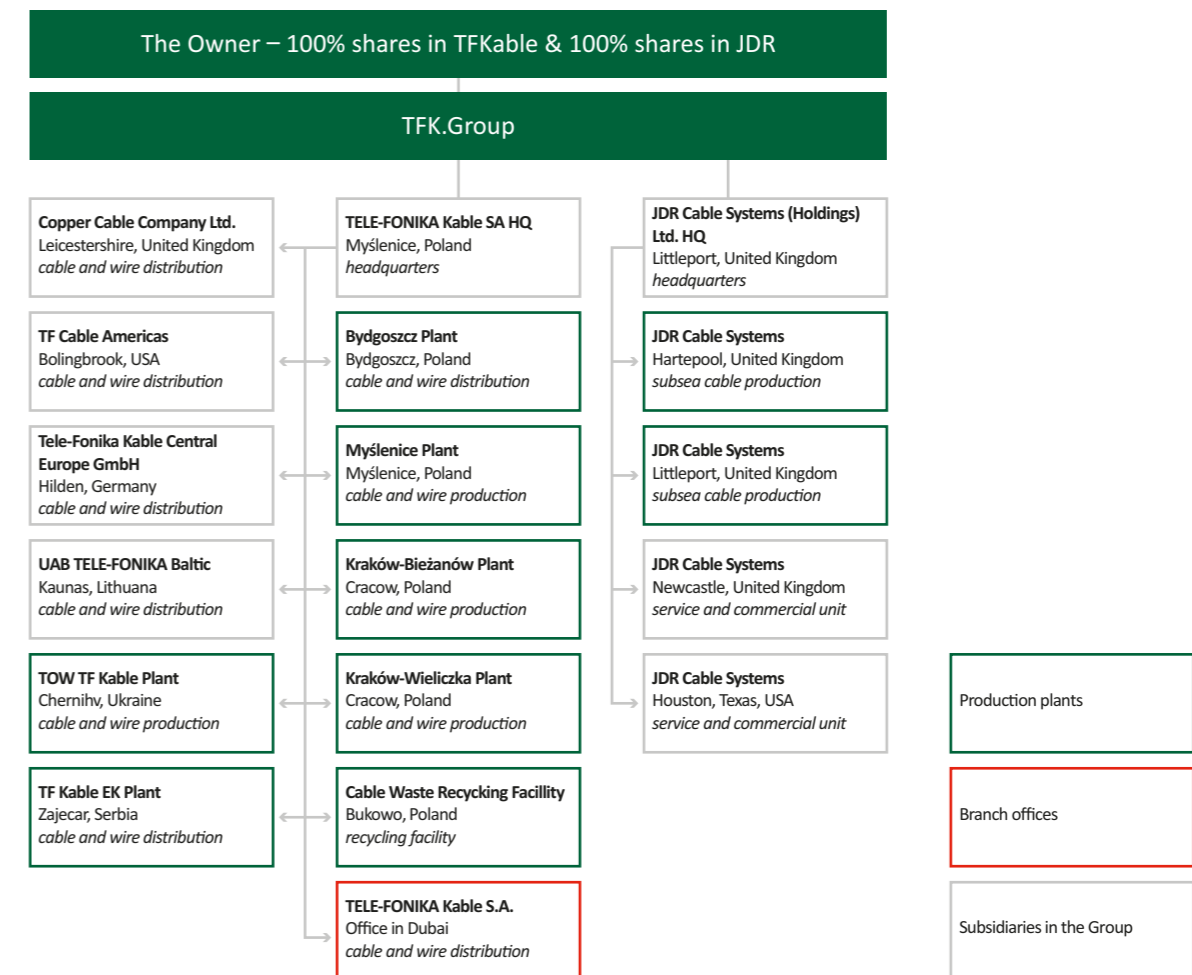 The Owner – 100% shares in TFKable & 100% shares in JDR
TFK.Group
Copper Cable Company Ltd.
Leicestershire, United Kingdom
cable and wire distribution
TF Cable Americas
Bolingbrook, USA
cable and wire distribution
Tele-Fonika Kable Central
Europe GmbH
Hilden, Germany
cable and wire distribution
UAB TELE-FONIKA Baltic
Kaunas, Lithuana
cable and wire distribution
TOW TF Kable Plant
Chernihv, Ukraine
cable and wire production
TF Kable EK Plant
Zajecar, Serbia
cable and wire distribution
TELE-FONIKA Kable SA HQ
Myślenice, Poland
headquarters
Bydgoszcz Plant
Bydgoszcz, Poland
cable and wire distribution
Myślenice Plant
Myślenice, Poland
cable and wire production
Kraków-Bieżanów Plant
Cracow, Poland
cable and wire production
Kraków-Wieliczka Plant
Cracow, Poland
cable and wire production
Cable Waste Recycking Facillity
Bukowo, Poland
recycling facility
TELE-FONIKA Kable S.A.
Office in Dubai
cable and wire distribution
JDR Cable Systems (Holdings)
Ltd. HQ
Littleport, United Kingdom
headquarters
JDR Cable Systems
Hartepool, United Kingdom
subsea cable production
JDR Cable Systems
Littleport, United Kingdom
subsea cable production
JDR Cable Systems
Newcastle, United Kingdom
service and commercial unit
JDR Cable Systems
Houston, Texas, USA
service and commercial unit
Production plants
Branch offices
Subsidiaries in the Group